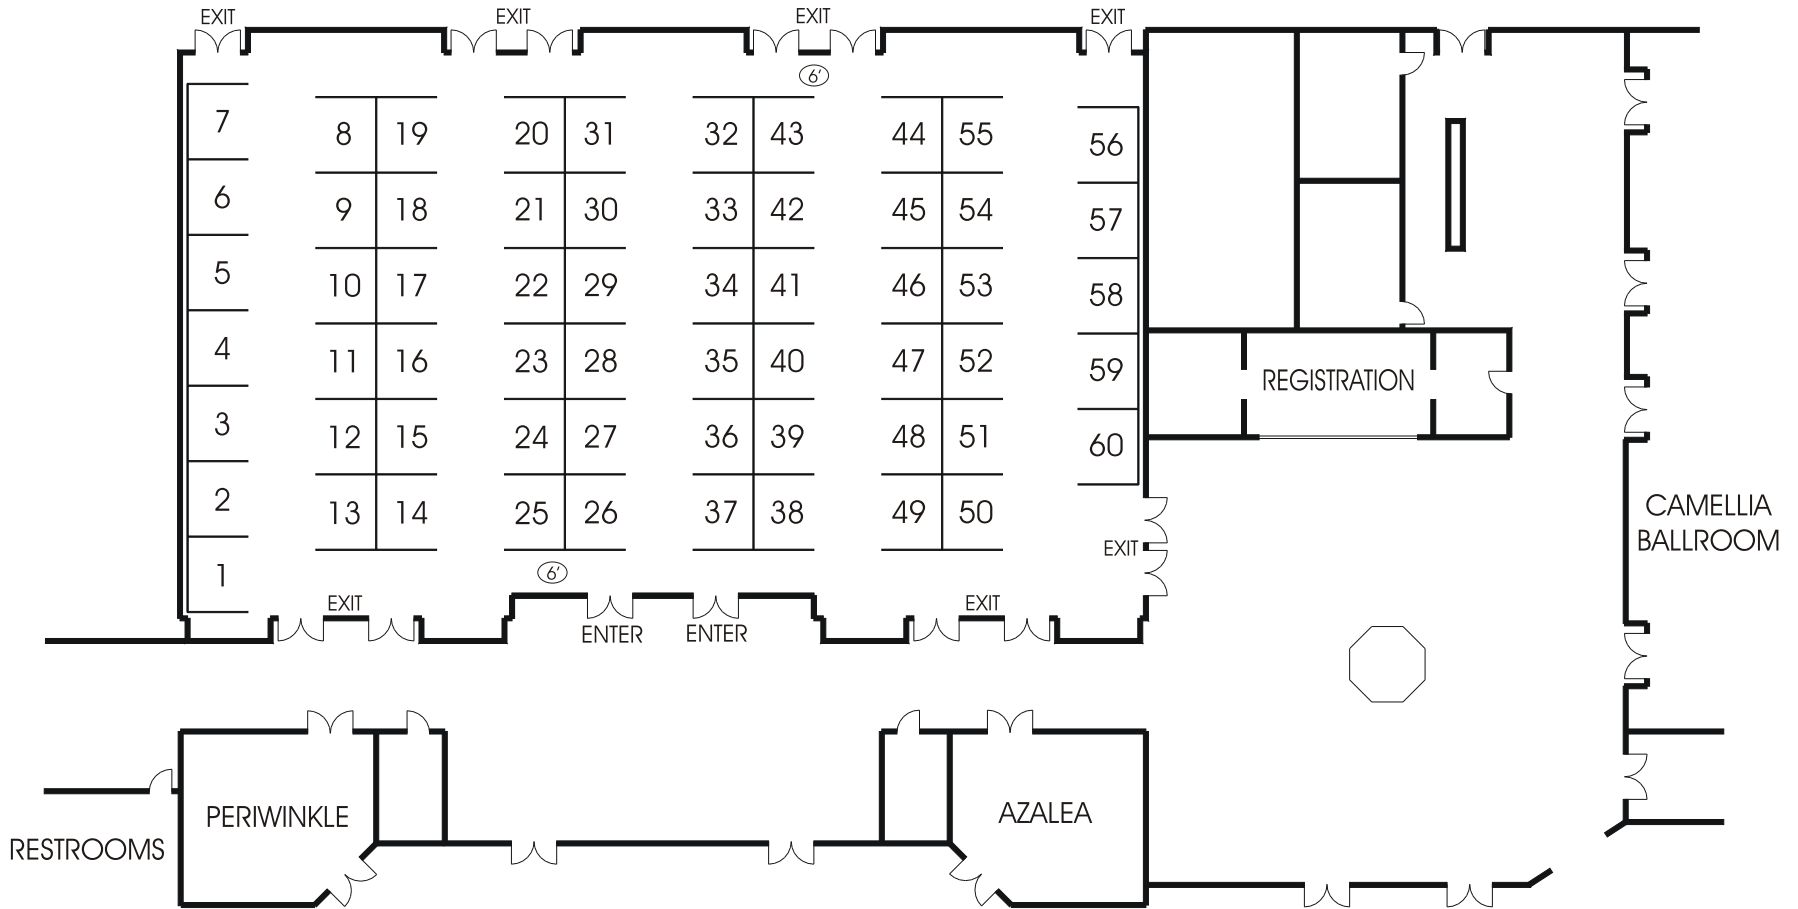 EXIT EXIT EXIT EXIT
6'
7
8 19 20 31 32 43 44 55
56
6
9 18 21 30 33 42 45 54
57
5
10 17 22 29 34 41 46 53
58
4
11 16 23 28 35 40 47 52
59
REGISTRATION
3
12 15 24 27 36 39 48 51
60
2
13 14 25 26 37 38 49 50
CAMELLIA
BALLROOM
EXIT
1
6'
EXIT
EXIT
ENTER ENTER
PERIWINKLE
AZALEA
RESTROOMS